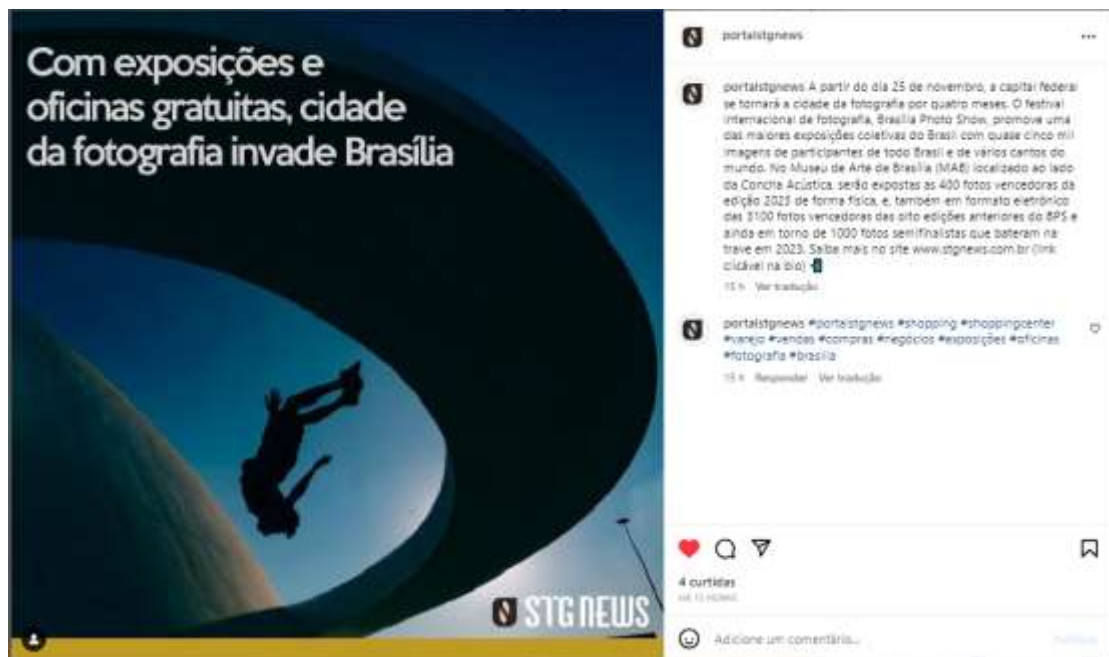 Com exposições e
oficinas gratuitas, cidade
da fotografia invade Brasília
STG NEWS
portalstgnews
portalstgnews A partir do dia 25 de novembro, a capital federal
se tornará a cidade da fotografia por quatro meses. O festival
internacional de fotografia, Brasília Photo Show, promove uma
das maiores exposições coletivas do Brasil com quase cinco mil
imagens de participantes de todo Brasil e de vários cantos do
mundo. No Museu de Arte de Brasília (MAB) localizado ao lado
da Concha Acústica, serão expostas as 400 fotos vencedoras da
edição 2023 de forma física, e, também em formato eletrônico
das 3100 fotos vencedoras das oito edições anteriores do BPS e
ainda em torno de 1000 fotos semifinalistas que bateram na
trave em 2023. Saiba mais no site www.stgnews.com.br (link
clicável na bio)
15 h Ver tradução
portalstgnews #portalstgnews #shopping #shoppingcenter
#varejo #vendas #compras #negócios #exposições #oficinas
#fotografia #brasília
15 h Responder Ver tradução
4 curtidas
HÁ 15 HORAS
Adicione um comentário...